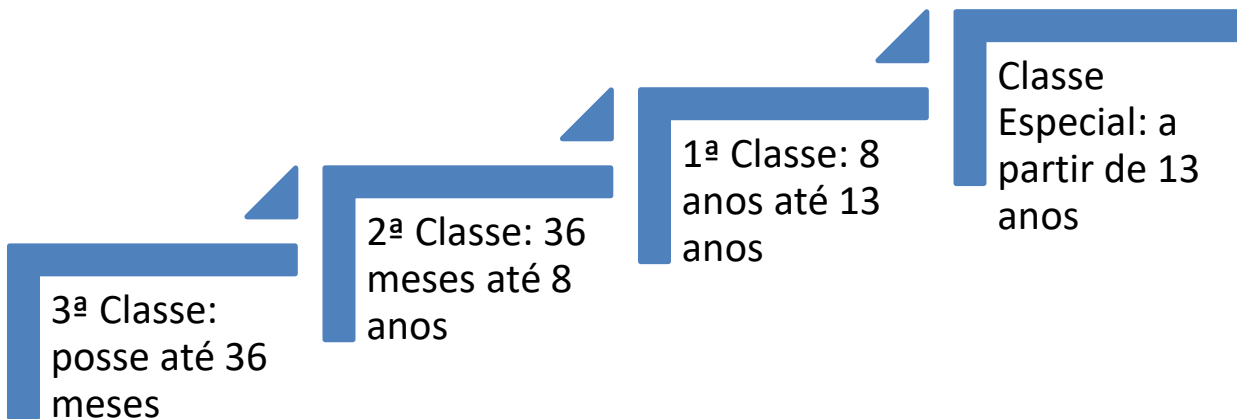 3ª Classe:
posse até 36
meses
2ª Classe: 36
meses até 8
anos
1ª Classe: 8
anos até 13
anos
Classe
Especial: a
partir de 13
anos